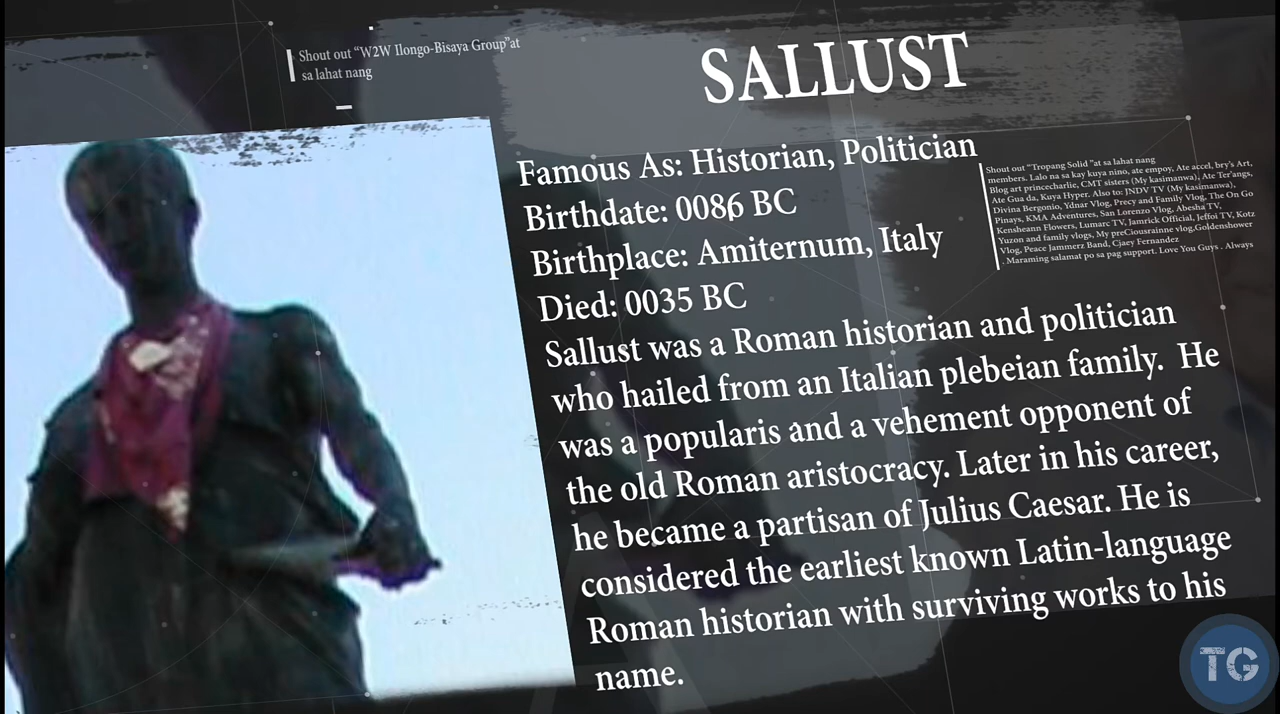 Shout out “W2W Ilongo-Bisaya Group”at
sa lahat nang
SALLUST
Famous As: Historian, Politician
Birthdate: 0086 BC
Birthplace: Amiternum, Italy
Died: 0035 BC
Sallust was a Roman historian and politician
who hailed from an Italian plebeian family. He
was a popularis and a vehement opponent of
the old Roman aristocracy. Later in his career,
he became a partisan of Julius Caesar. He is
considered the earliest known Latin-language
Roman historian with surviving works to his
name.
Shout out “Tropang Solid ”at sa lahat nang
members. Lalo na sa kay kuya nino, ate empoy, Ate accel, bry's Art,
Blog art princecharlie, CMT sisters (My kasimanwa), Ate Ter'angs,
Ate Gua da, Kuya Hyper. Also to: JNDV TV (My kasimanwa),
Divina Bergonio, Ydnar Vlog, Precy and Family Vlog, The On Go
Pinays, KMA Adventures, San Lorenzo Vlog, Abesha TV,
Kensheann Flowers, Lumarc TV, Jamrick Official, Jeffoi TV, Kotz
Yuzon and family vlogs, My preCiousrainne vlog,Goldenshower
Vlog, Peace Jammerz Band, Cjaey Fernandez
. Maraming salamat po sa pag support. Love You Guys . Always
TG